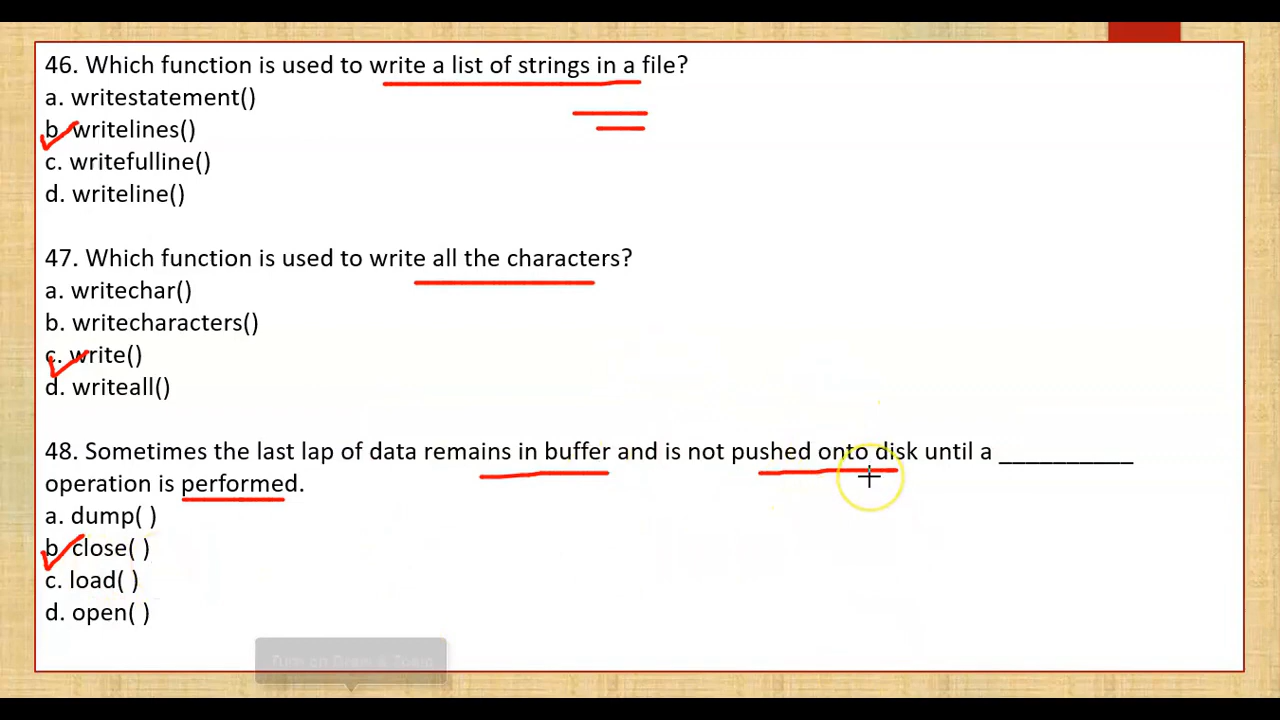 46. Which function is used to write a list of strings in a file?
a. writestatement()
b. writelines()
c. writefulline()
d. writeline()
47. Which function is used to write all the characters?
a. writechar()
b. writecharacters()
c. write()
d. writeall()
48. Sometimes the last lap of data remains in buffer and is not pushed onto disk until a __________
operation is performed.
a. dump( )
b. close( )
c. load( )
d. open( )